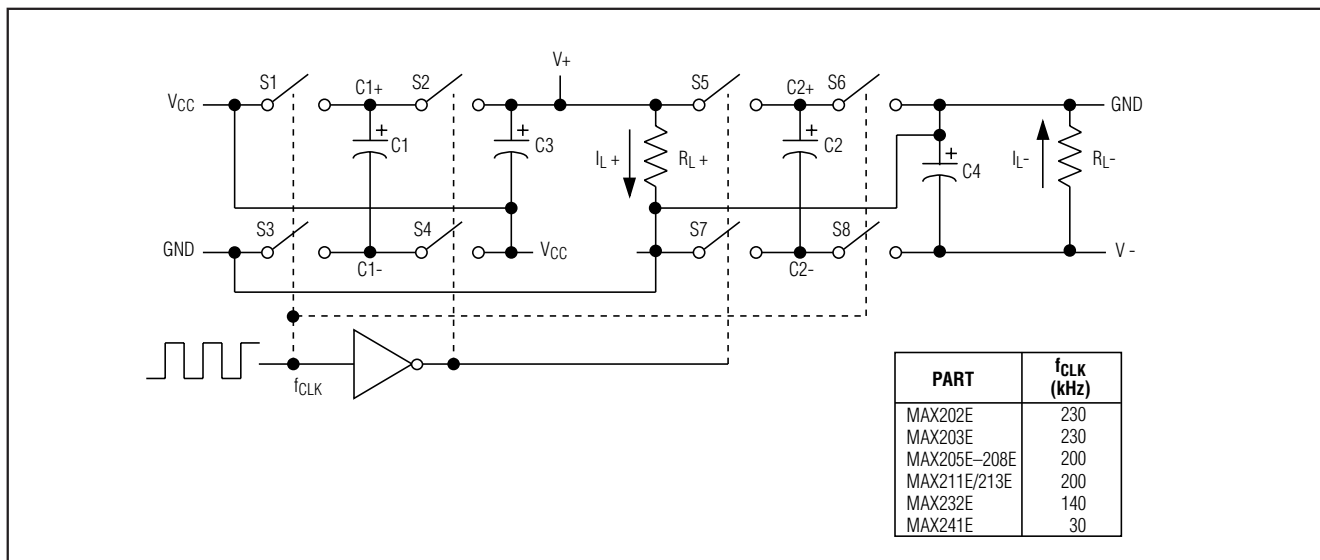 V+
S1
C1+
S2
S5
C2+
S6
VCC
GND
C1
C3
IL +
RL +
C2
C4
IL-
RL-
S3
S4
S7
S8
GND
C1-
VCC
C2-
V -
fCLK
PART fCLK (kHz)
MAX202E 230
MAX203E 230
MAX205E–208E 200
MAX211E/213E 200
MAX232E 140
MAX241E 30